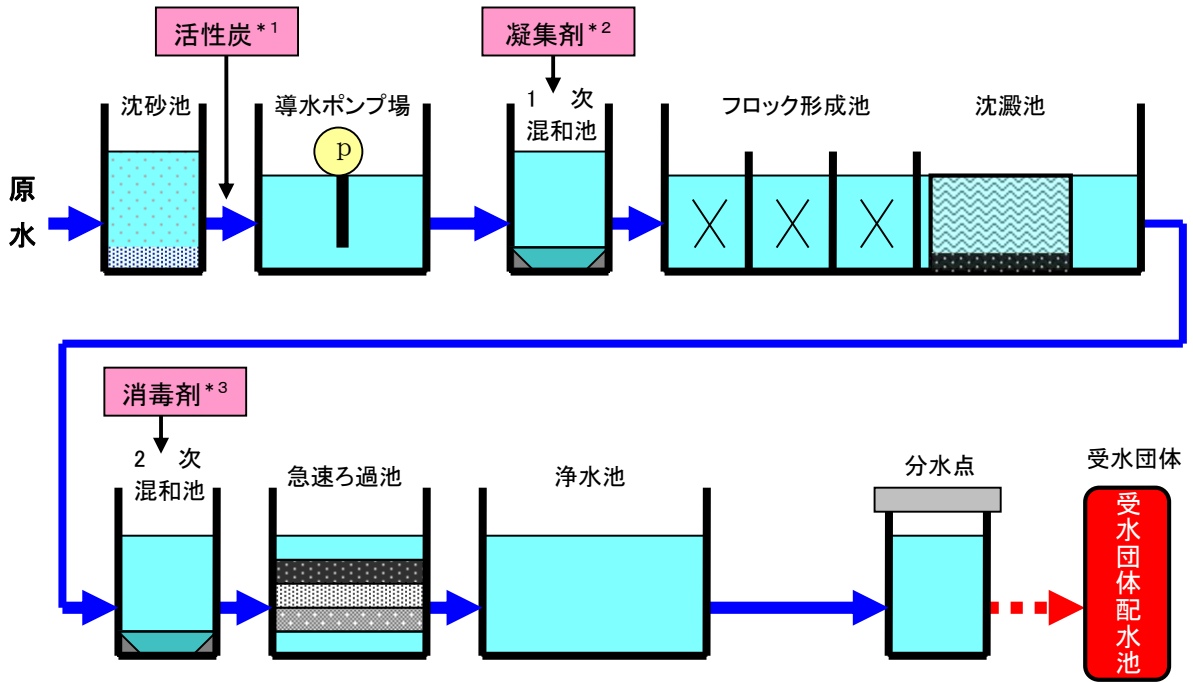 活性炭*1
凝集剤*2
沈砂池
導水ポンプ場
1 次
混和池
フロック形成池
沈澱池
p
原
水
消毒剤*3
2 次
混和池
急速ろ過池
浄水池
分水点
受水団体
受水団体配水池